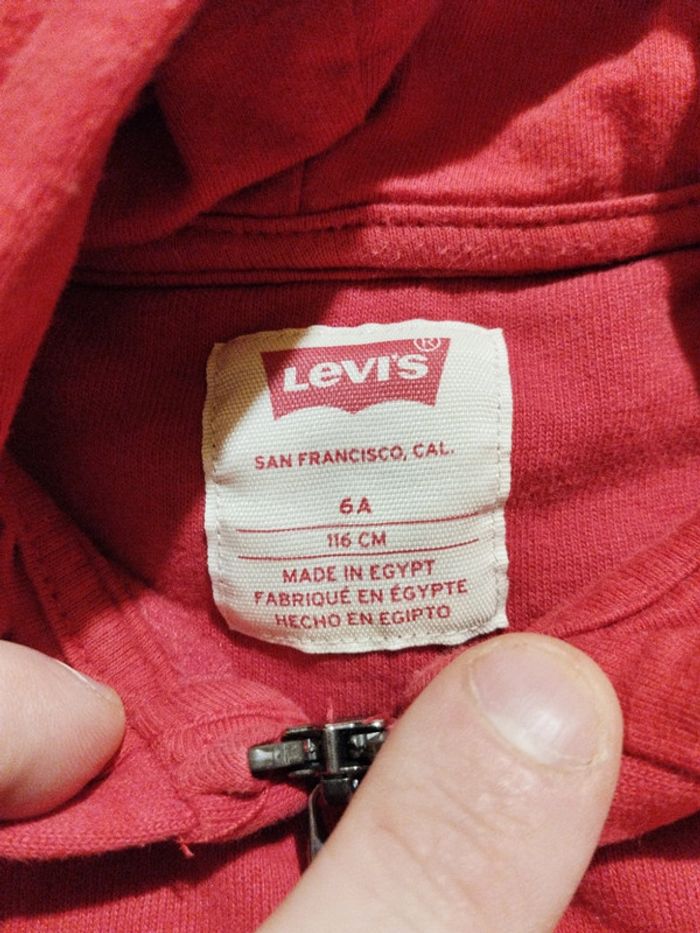 LEVI'S ®
SAN FRANCISCO, CAL.
6A
116 CM
MADE IN EGYPT
FABRIQUÉ EN ÉGYPTE
HECHO EN EGIPTO